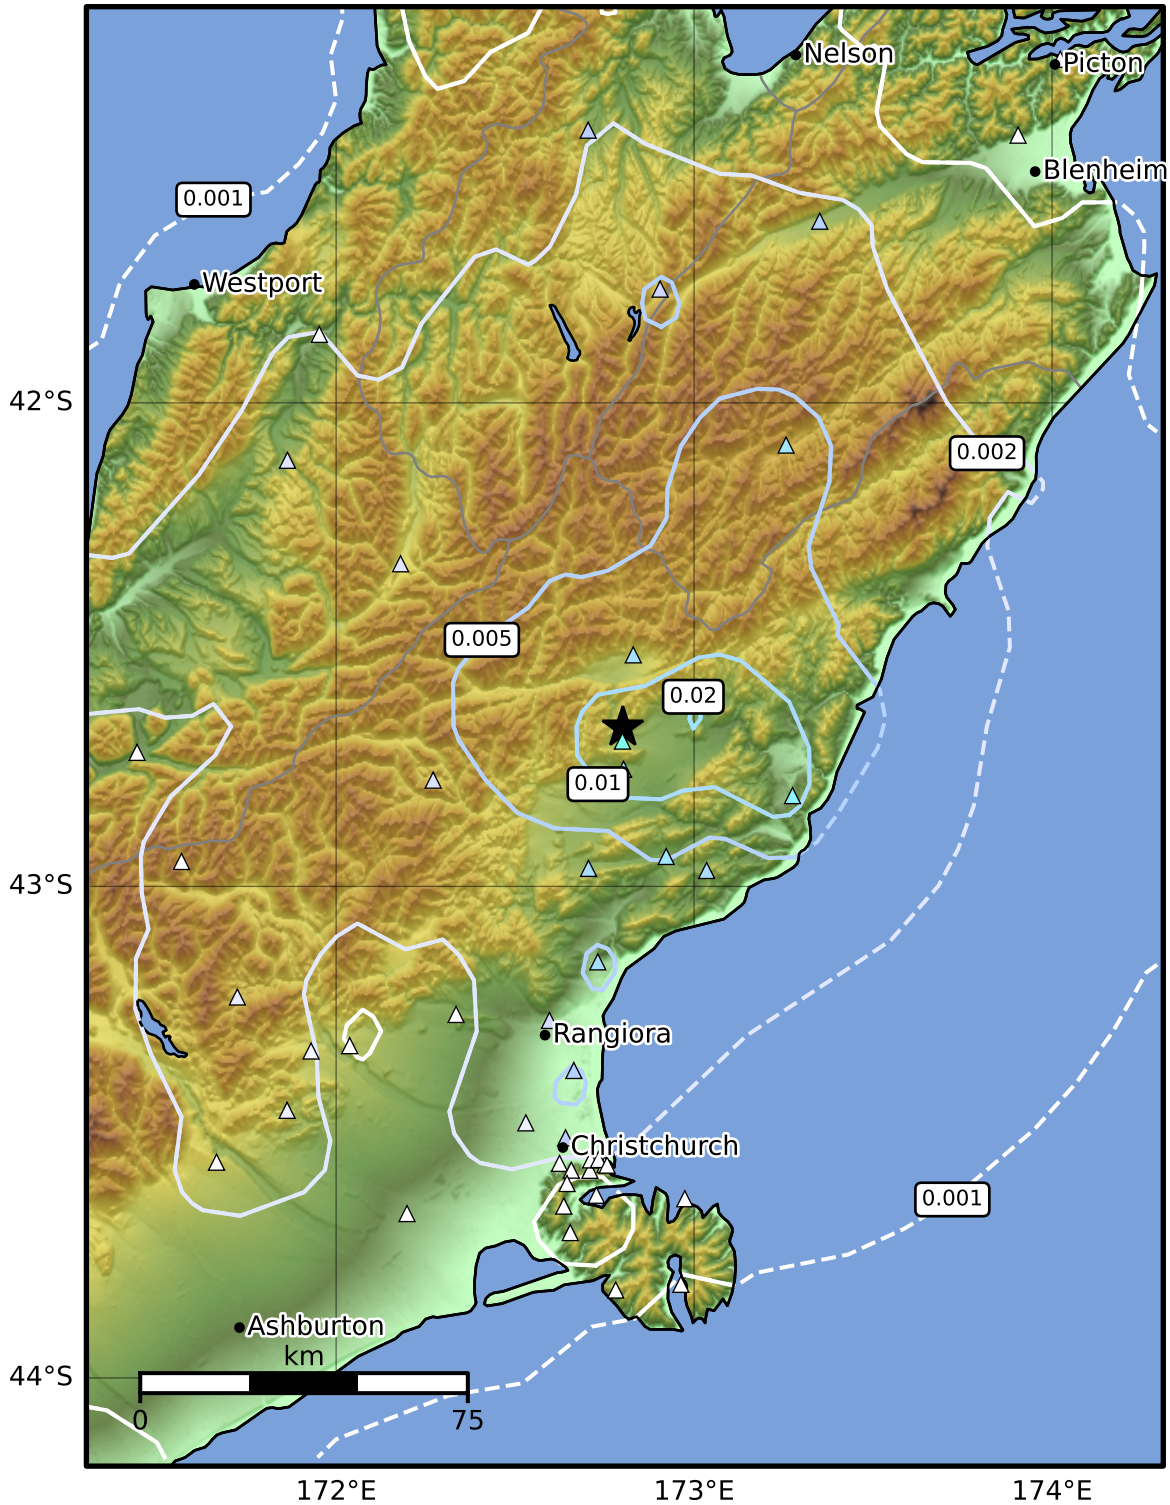 Nelson
Picton
Blenheim
0.001
Westport
42°S
0.002
0.005
0.02
0.01
43°S
Rangiora
Christchurch
0.001
Ashburton
km
44°S
0
75
172°E
173°E
174°E